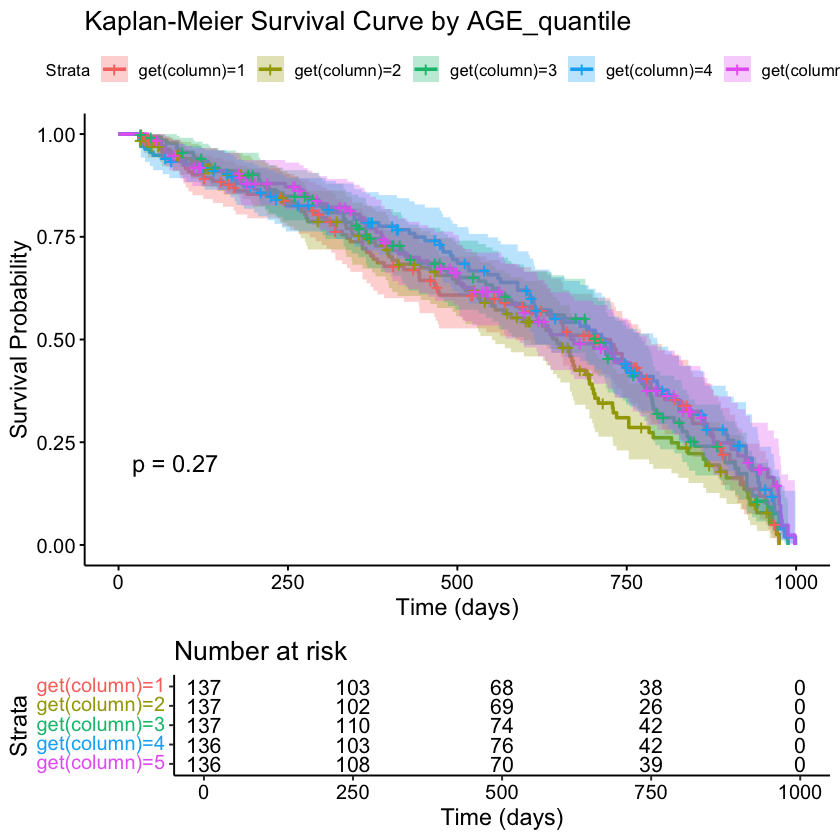 Kaplan-Meier Survival Curve by AGE_quantile
Strata get(column)=1 get(column)=2 get(column)=3 get(column)=4 get(colum
1.00
0.75
0.50
0.25
0.00
Survival Probability
p = 0.27
0 250 500 750 1000
Time (days)
Number at risk
Strata
get(column)=1 137 103 68 38 0
get(column)=2 137 102 69 26 0
get(column)=3 137 110 74 42 0
get(column)=4 136 103 76 42 0
get(column)=5 136 108 70 39 0
0 250 500 750 1000
Time (days)